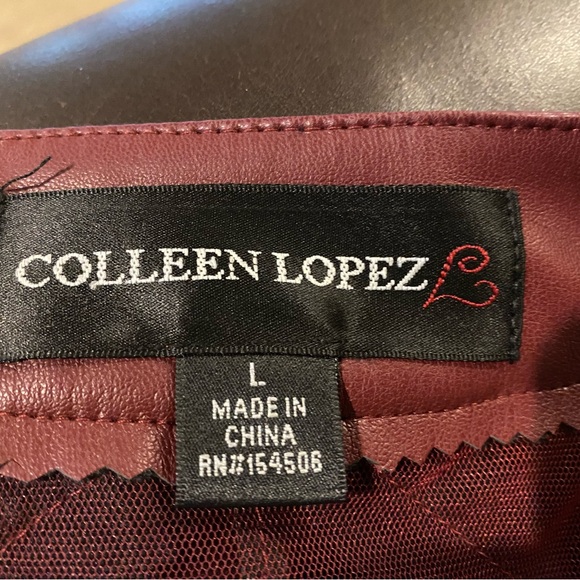 COLLEEN LOPEZ
L
MADE IN
CHINA
RN#154506